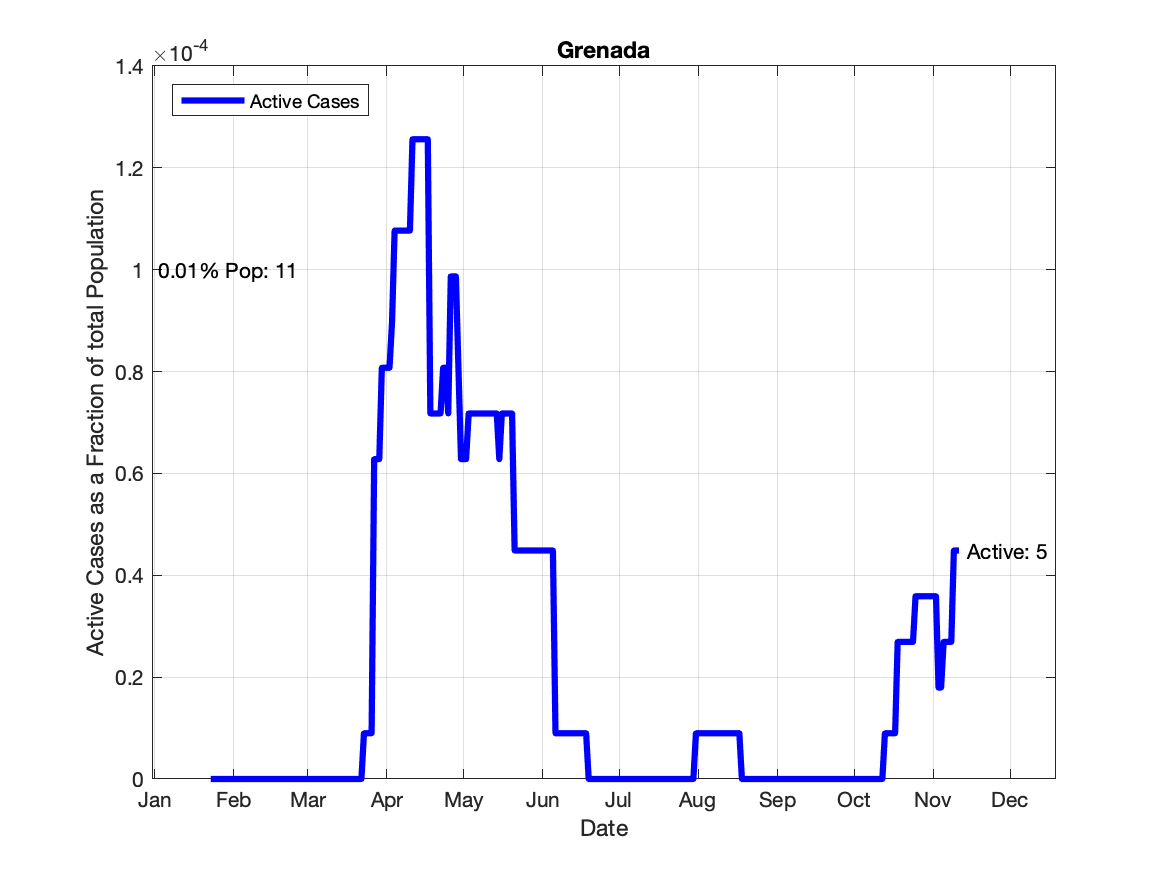 Grenada
×10-4
Active Cases
1.4
1.2
1
0.8
0.6
0.4
0.2
0
0.01% Pop: 11
Active: 5
Active Cases as a Fraction of total Population
Jan Feb Mar Apr May Jun Jul Aug Sep Oct Nov Dec
Date